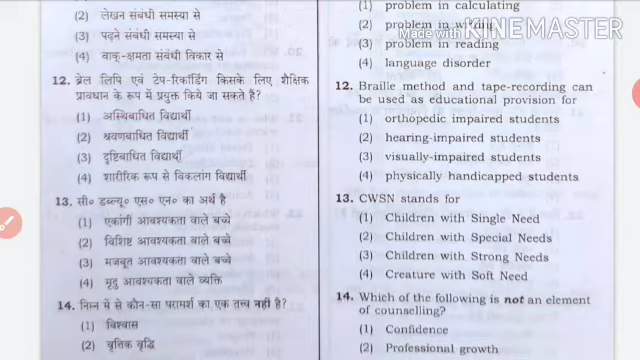 (2) लेखन संबंधी समस्या से
(3) पढ़ने संबंधी समस्या से
(4) वाक्-क्षमता संबंधी विकार से
12. ब्रेल लिपि एवं टेप-रिकॉर्डिंग किसके लिए शैक्षिक
प्रावधान के रूप में प्रयुक्त किये जा सकते है?
(1) अस्थिबाधित विद्यार्थी
(2) श्रवणबाधित विद्यार्थी
(3) दृष्टिबाधित विद्यार्थी
(4) शारीरिक रूप से विकलांग विद्यार्थी
13. सी० डब्ल्यू० एस० एन० का अर्थ है
(1) एकांगी आवश्यकता वाले बच्चे
(2) विशिष्ट आवश्यकता वाले बच्चे
(3) मजबूत आवश्यकता वाले बच्चे
(4) मृदु आवश्यकता वाले व्यक्ति
14. निम्न में से कौन-सा परामर्श का एक तत्त्व नहीं है?
(1) विश्वास
(2) वृत्तिक वृद्धि
(1) problem in calculating
(2) problem in writing
(3) problem in reading
(4) language disorder
12. Braille method and tape-recording can
be used as educational provision for
(1) orthopedic impaired students
(2) hearing-impaired students
(3) visually-impaired students
(4) physically handicapped students
13. CWSN stands for
(1) Children with Single Need
(2) Children with Special Needs
(3) Children with Strong Needs
(4) Creature with Soft Need
14. Which of the following is not an element
of counselling?
(1) Confidence
(2) Professional growth
Made with KINEMASTER